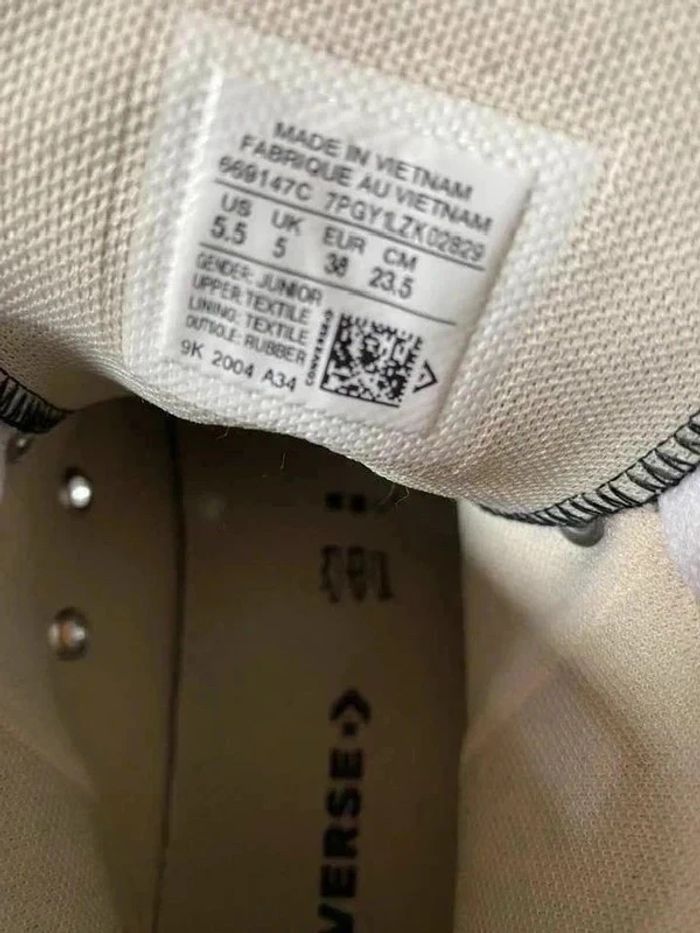 MADE IN VIETNAM
FABRIQUE AU VIETNAM
669147C 7PGY1LZK02829
US UK EUR CM
5.5 5 38 23.5
GENDER: JUNIOR
UPPER: TEXTILE
LINING: TEXTILE
OUTSOLE: RUBBER
9K 2004 A34
CONVERSE
VERSE